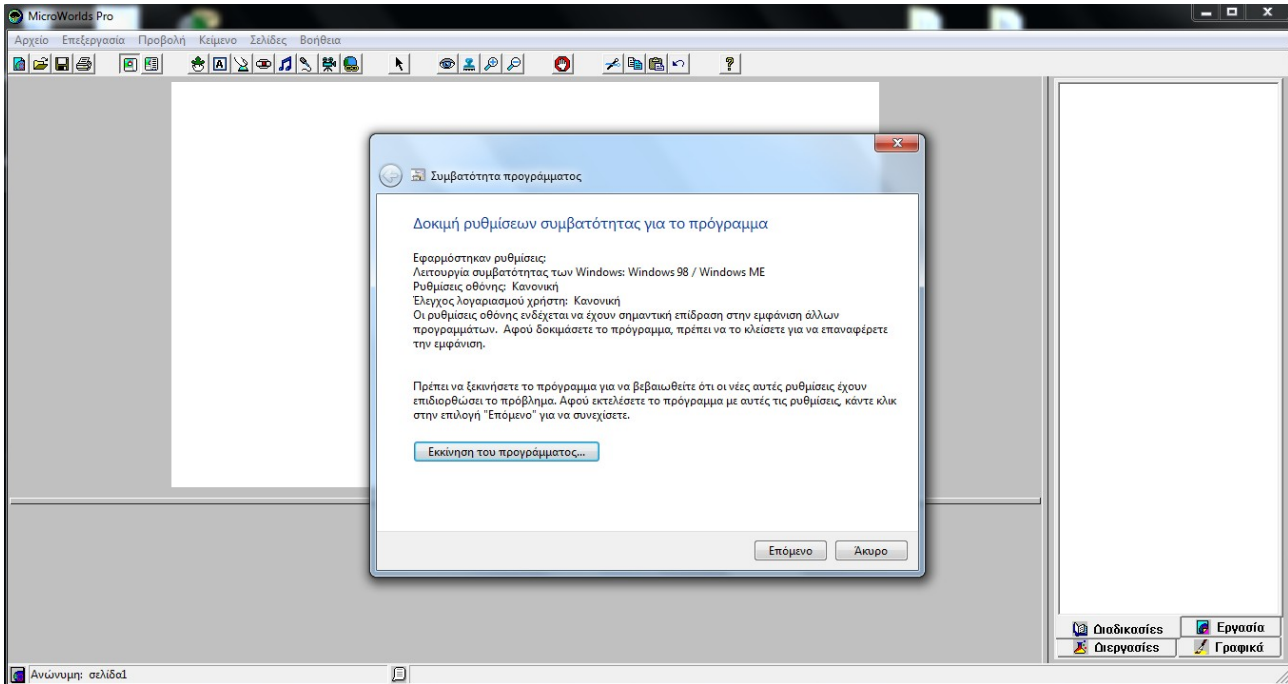 MicroWorlds Pro
Αρχείο Επεξεργασία Προβολή Κείμενο Σελίδες Βοήθεια
Συμβατότητα προγράμματος
Δοκιμή ρυθμίσεων συμβατότητας για το πρόγραμμα
Εφαρμόστηκαν ρυθμίσεις:
Λειτουργία συμβατότητας των Windows: Windows 98 / Windows ME
Ρυθμίσεις οθόνης: Κανονική
Έλεγχος λογαριασμού χρήστη: Κανονική
Οι ρυθμίσεις οθόνης ενδέχεται να έχουν σημαντική επίδραση στην εμφάνιση άλλων
προγραμμάτων. Αφού δοκιμάσετε το πρόγραμμα, πρέπει να το κλείσετε για να επαναφέρετε
την εμφάνιση.
Πρέπει να ξεκινήσετε το πρόγραμμα για να βεβαιωθείτε ότι οι νέες αυτές ρυθμίσεις έχουν
επιδιορθώσει το πρόβλημα. Αφού εκτελέσετε το πρόγραμμα με αυτές τις ρυθμίσεις, κάντε κλικ
στην επιλογή "Επόμενο" για να συνεχίσετε.
Εκκίνηση του προγράμματος...
Επόμενο Άκυρο
Διαδικασίες Εργασία
Διεργασίες Γραφικά
Ανώνυμη: σελίδα1